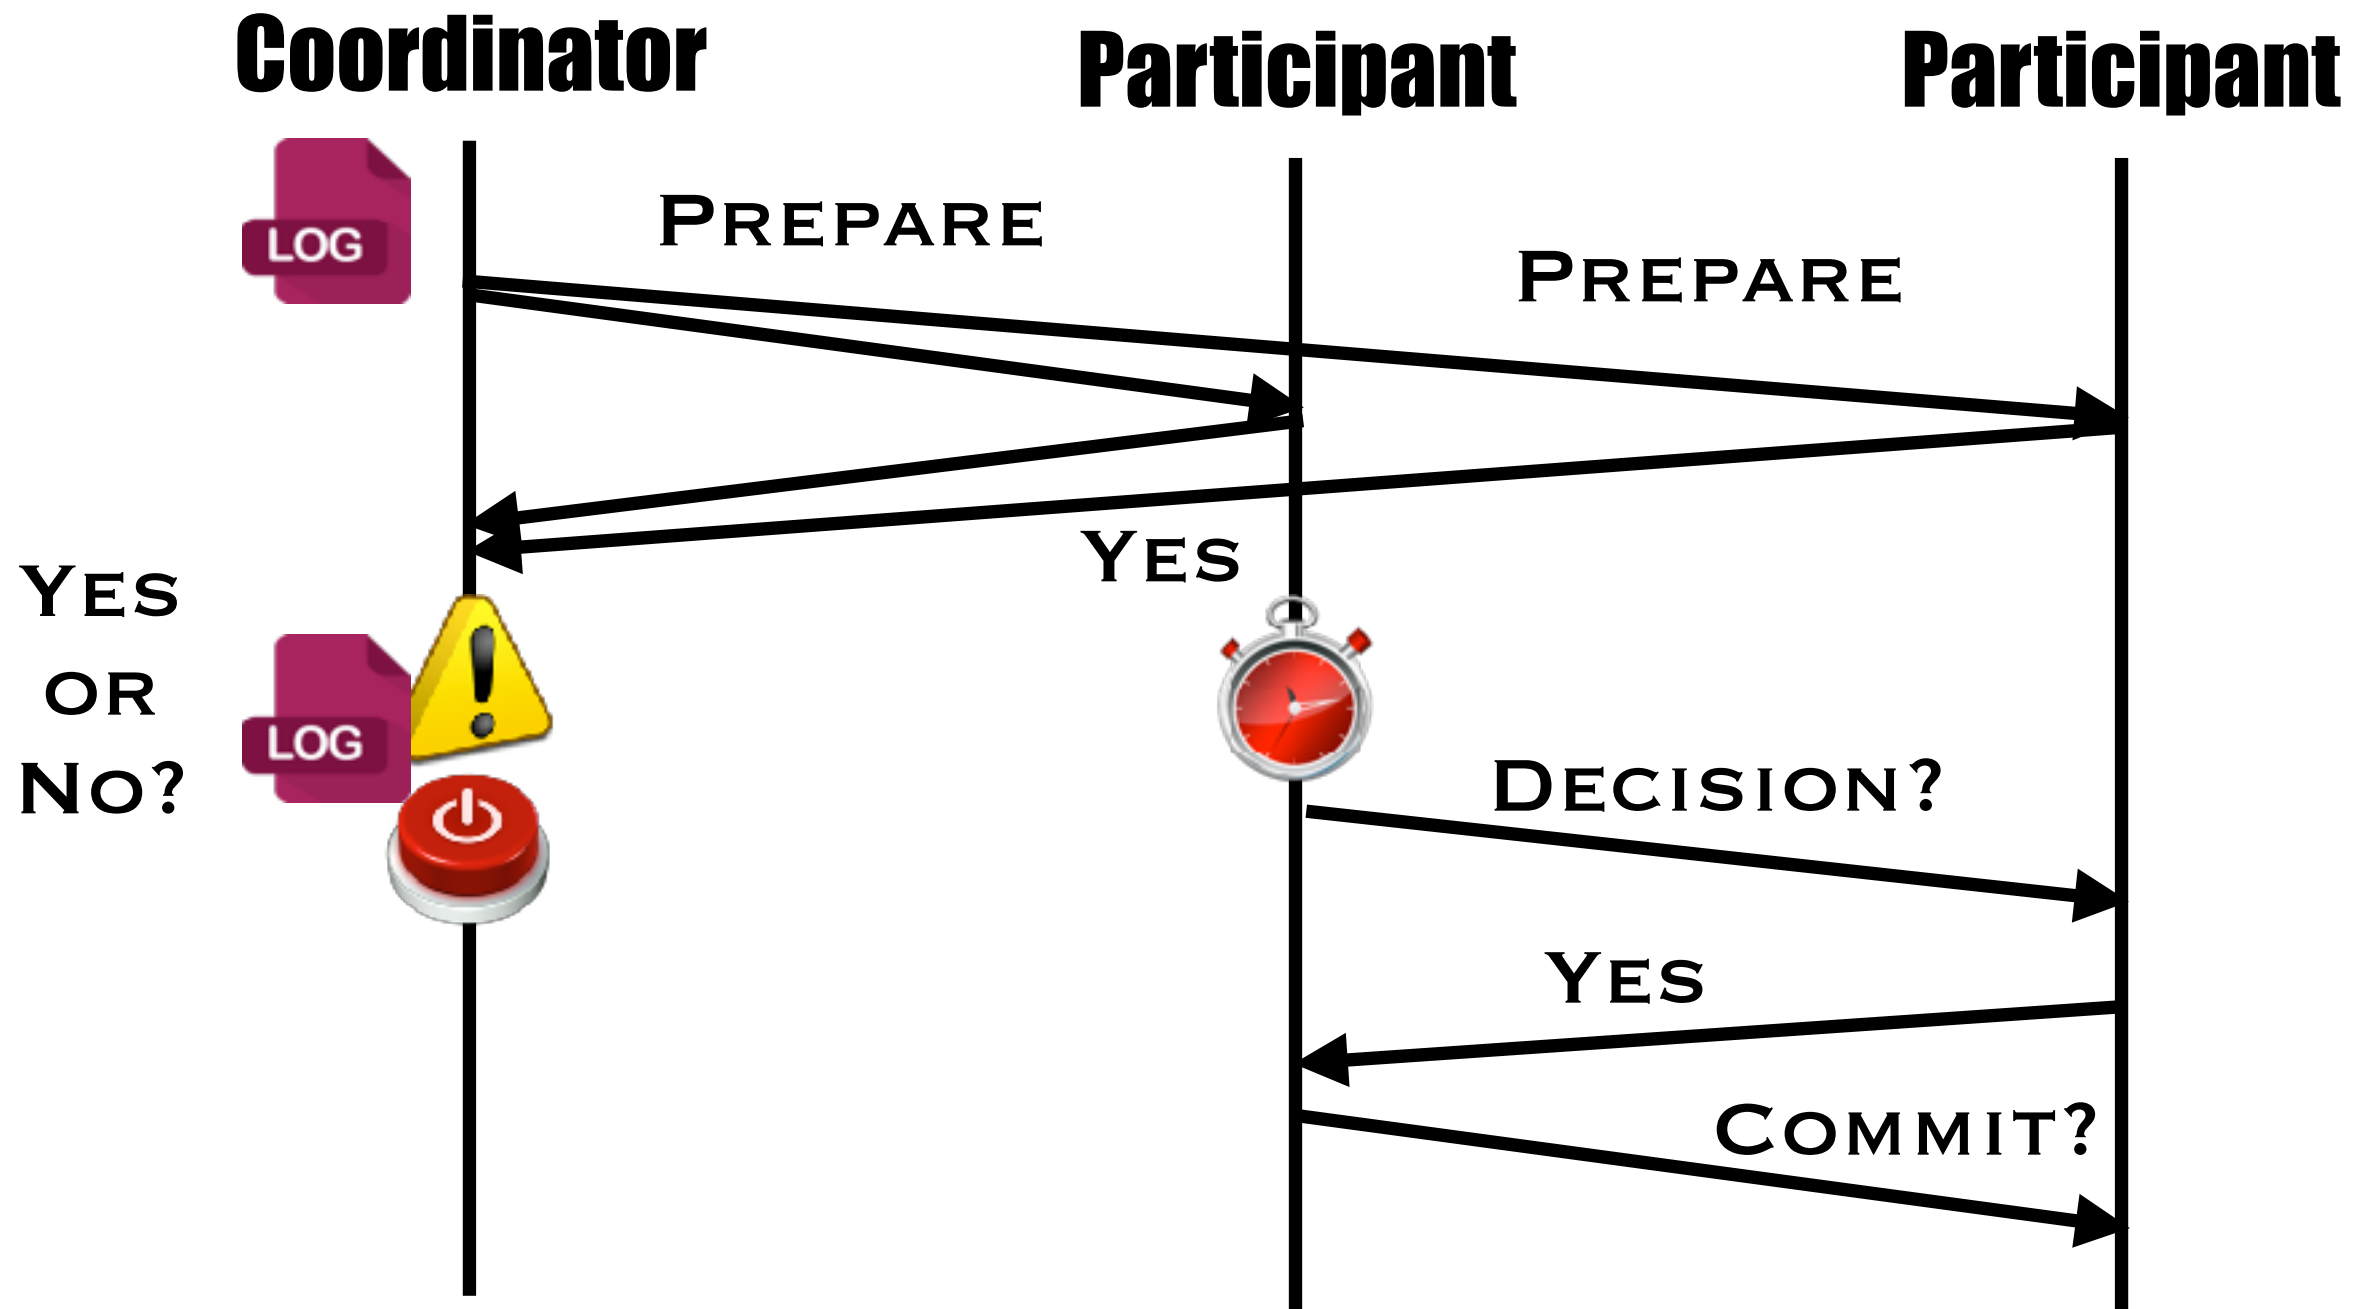 Coordinator
Participant
Participant
LOG
PREPARE
PREPARE
YES
YES
OR
NO?
LOG
DECISION?
YES
COMMIT?